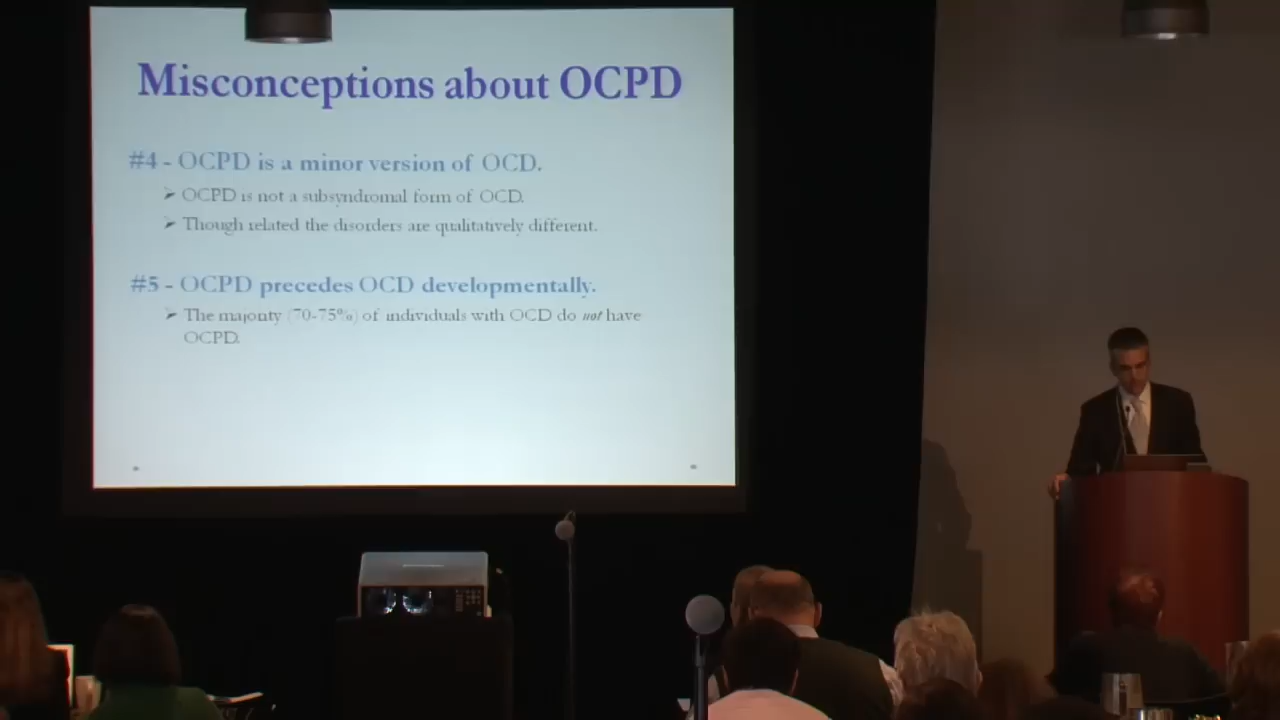 Misconceptions about OCPD
#4 - OCPD is a minor version of OCD.
➤ OCPD is not a subsyndromal form of OCD.
➤ Though related the disorders are qualitatively different.
#5 - OCPD precedes OCD developmentally.
➤ The majority (70-75%) of individuals with OCD do not have
OCPD.